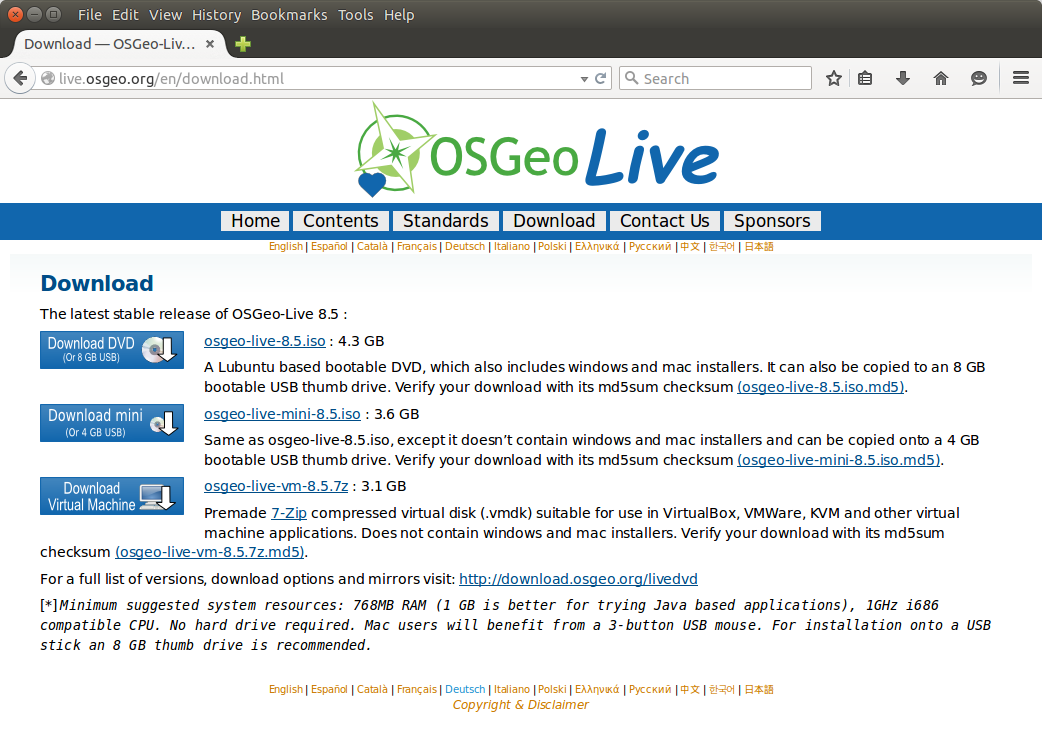 File Edit View History Bookmarks Tools Help
Download — OSGeo-Liv...
live.osgeo.org/en/download.html
Search
OSGeo Live
Home Contents Standards Download Contact Us Sponsors
English | Español | Català | Français | Deutsch | Italiano | Polski | Ελληνικά | Русский | 中文 | 한국어 | 日本語
Download
The latest stable release of OSGeo-Live 8.5 :
Download DVD
(Or 8 GB USB)
osgeo-live-8.5.iso : 4.3 GB
A Lubuntu based bootable DVD, which also includes windows and mac installers. It can also be copied to an 8 GB
bootable USB thumb drive. Verify your download with its md5sum checksum (osgeo-live-8.5.iso.md5).
Download mini
(Or 4 GB USB)
osgeo-live-mini-8.5.iso : 3.6 GB
Same as osgeo-live-8.5.iso, except it doesn't contain windows and mac installers and can be copied onto a 4 GB
bootable USB thumb drive. Verify your download with its md5sum checksum (osgeo-live-mini-8.5.iso.md5).
Download
Virtual Machine
osgeo-live-vm-8.5.7z : 3.1 GB
Premade 7-Zip compressed virtual disk (.vmdk) suitable for use in VirtualBox, VMWare, KVM and other virtual
machine applications. Does not contain windows and mac installers. Verify your download with its md5sum
checksum (osgeo-live-vm-8.5.7z.md5).
For a full list of versions, download options and mirrors visit: http://download.osgeo.org/livedvd
[*]Minimum suggested system resources: 768MB RAM (1 GB is better for trying Java based applications), 1GHz i686
compatible CPU. No hard drive required. Mac users will benefit from a 3-button USB mouse. For installation onto a USB
stick an 8 GB thumb drive is recommended.
English | Español | Català | Français | Deutsch | Italiano | Polski | Ελληνικά | Русский | 中文 | 한국어 | 日本語
Copyright & Disclaimer